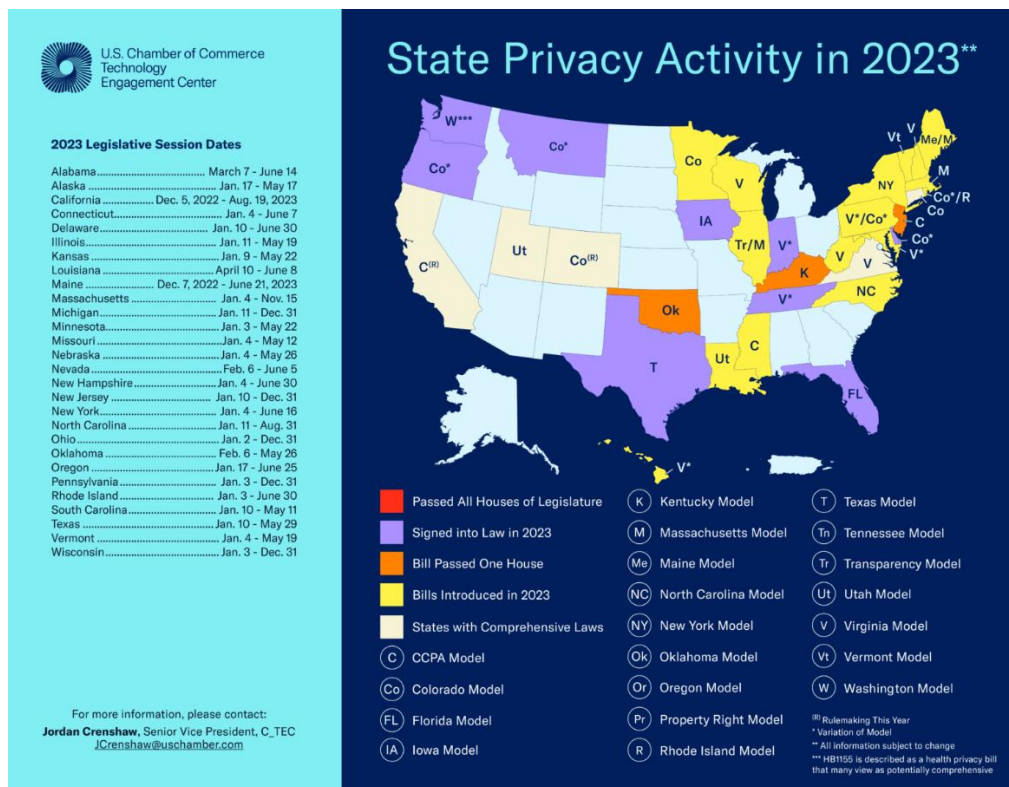 U.S. Chamber of Commerce
Technology
Engagement Center
2023 Legislative Session Dates
Alabama................................ March 7 - June 14
Alaska ..................................... Jan. 17 - May 17
California ............... Dec. 5, 2022 - Aug. 19, 2023
Connecticut.............................. Jan. 4 - June 7
Delaware.................................Jan. 10 - June 30
Illinois........................................ Jan. 11 - May 19
Kansas ..................................... Jan. 9 - May 22
Louisiana ................................ April 10 - June 8
Maine .................. Dec. 7, 2022 - June 21, 2023
Massachusetts ........................ Jan. 4 - Nov. 15
Michigan................................... Jan. 11 - Dec. 31
Minnesota................................. Jan. 3 - May 22
Missouri .................................... Jan. 4 - May 12
Nebraska ................................. Jan. 4 - May 26
Nevada ...................................... Feb. 6 - June 5
New Hampshire.......................Jan. 4 - June 30
New Jersey ............................ Jan. 10 - Dec. 31
New York.................................. Jan. 4 - June 16
North Carolina ........................ Jan. 11 - Aug. 31
Ohio .......................................... Jan. 2 - Dec. 31
Oklahoma ................................ Feb. 6 - May 26
Oregon ................................... Jan. 17 - June 25
Pennsylvania............................ Jan. 3 - Dec. 31
Rhode Island ........................... Jan. 3 - June 30
South Carolina........................ Jan. 10 - May 11
Texas ....................................... Jan. 10 - May 29
Vermont .................................... Jan. 4 - May 19
Wisconsin ................................. Jan. 3 - Dec. 31
For more information, please contact:
Jordan Crenshaw, Senior Vice President, C_TEC
JCrenshaw@uschamber.com
State Privacy Activity in 2023**
W***
Co*
Co*
Co
V
IA
Tr/M
V*
K
V*
Ok
T
Ut
C
FL
C(R)
Ut
Co(R)
Vt
V
Me/M
M
NY
Co*/R
Co
C
V*/Co*
Co*
V*
V
V
NC
V*
Passed All Houses of Legislature
Signed into Law in 2023
Bill Passed One House
Bills Introduced in 2023
States with Comprehensive Laws
C CCPA Model
Co Colorado Model
FL Florida Model
IA Iowa Model
K Kentucky Model
M Massachusetts Model
Me Maine Model
NC North Carolina Model
NY New York Model
Ok Oklahoma Model
Or Oregon Model
Pr Property Right Model
R Rhode Island Model
T Texas Model
Tn Tennessee Model
Tr Transparency Model
Ut Utah Model
V Virginia Model
Vt Vermont Model
W Washington Model
(R) Rulemaking This Year
* Variation of Model
** All information subject to change
*** HB1155 is described as a health privacy bill
that many view as potentially comprehensive